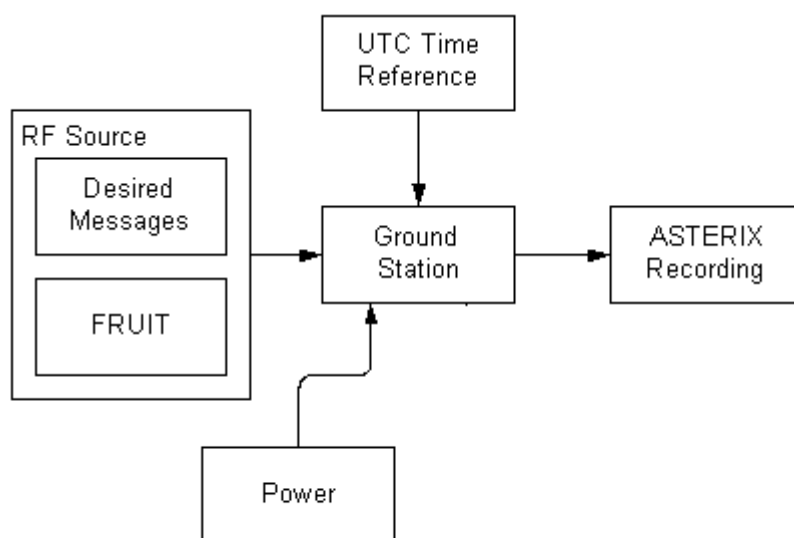 UTC Time
Reference
RF Source
Desired
Messages
FRUIT
Ground
Station
ASTERIX
Recording
Power